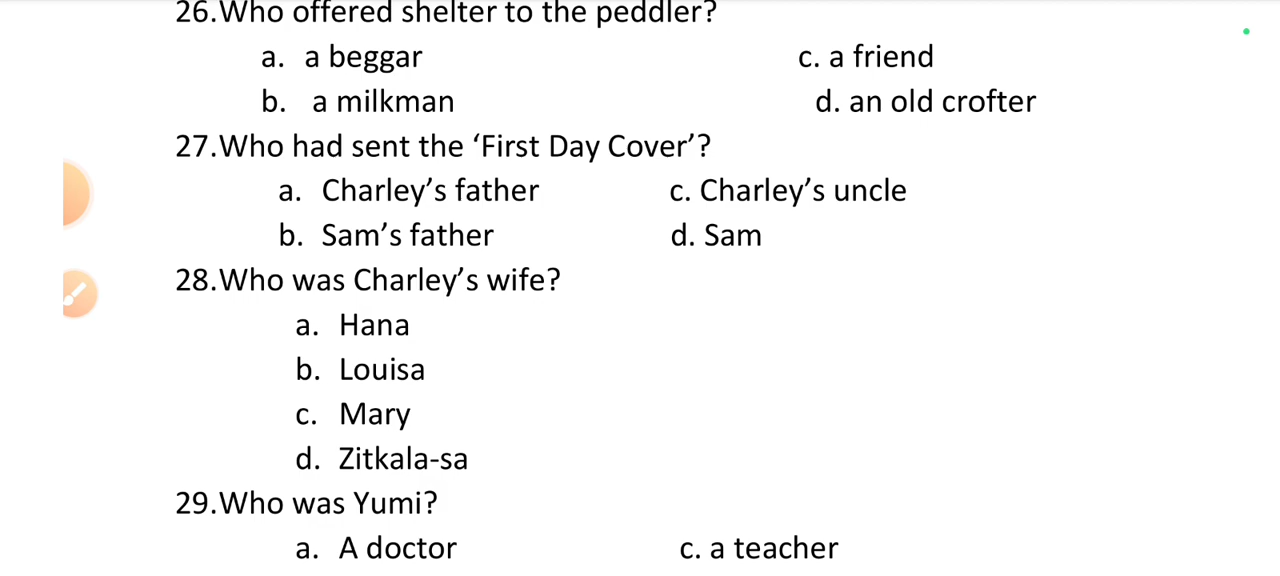 26.Who offered shelter to the peddler?
a. a beggar c. a friend
b. a milkman d. an old crofter
27.Who had sent the ‘First Day Cover’?
a. Charley’s father c. Charley’s uncle
b. Sam’s father d. Sam
28.Who was Charley’s wife?
a. Hana
b. Louisa
c. Mary
d. Zitkala-sa
29.Who was Yumi?
a. A doctor c. a teacher